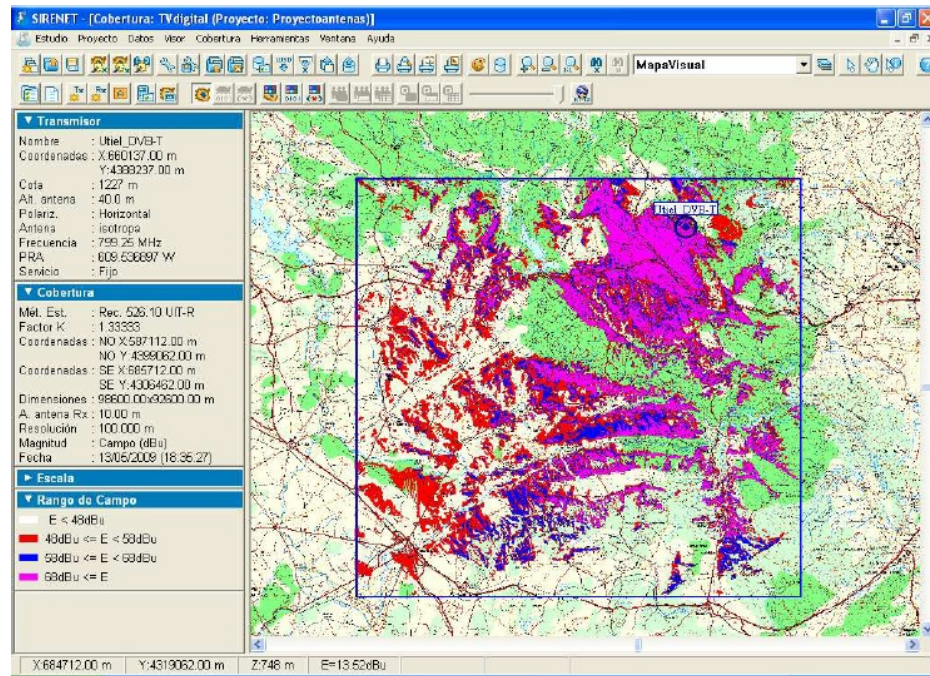 SIRENET - [Cobertura: TVdigital (Proyecto: Proyectoantenas)]
Estudio Proyecto Datos Visor Cobertura Herramientas Ventana Ayuda
MapaVisual
▼ Transmisor
Nombre : Utiel_DVB-T
Coordenadas : X:660137.00 m
Y:4389237.00 m
Cota : 1227 m
Alt. antena : 40.0 m
Polariz. : Horizontal
Antena : isotropa
Frecuencia : 799.25 MHz
PRA : 609.536897 W
Servicio : Fijo
▼ Cobertura
Mét. Est. : Rec. 526.10 UIT-R
Factor K : 1.33333
Coordenadas : NO X:587112.00 m
NO Y:4399062.00 m
Coordenadas : SE X:685712.00 m
SE Y:4306462.00 m
Dimensiones : 98600.00x92600.00 m
A. antena Rx : 10.00 m
Resolución : 100.000 m
Magnitud : Campo (dBu)
Fecha : 13/05/2009 (18:35:27)
► Escala
▼ Rango de Campo
E < 48dBu
48dBu <= E < 58dBu
58dBu <= E < 68dBu
68dBu <= E
Utiel_DVB-T
X:684712.00 m Y:4319062.00 m Z:748 m E=13.52dBu